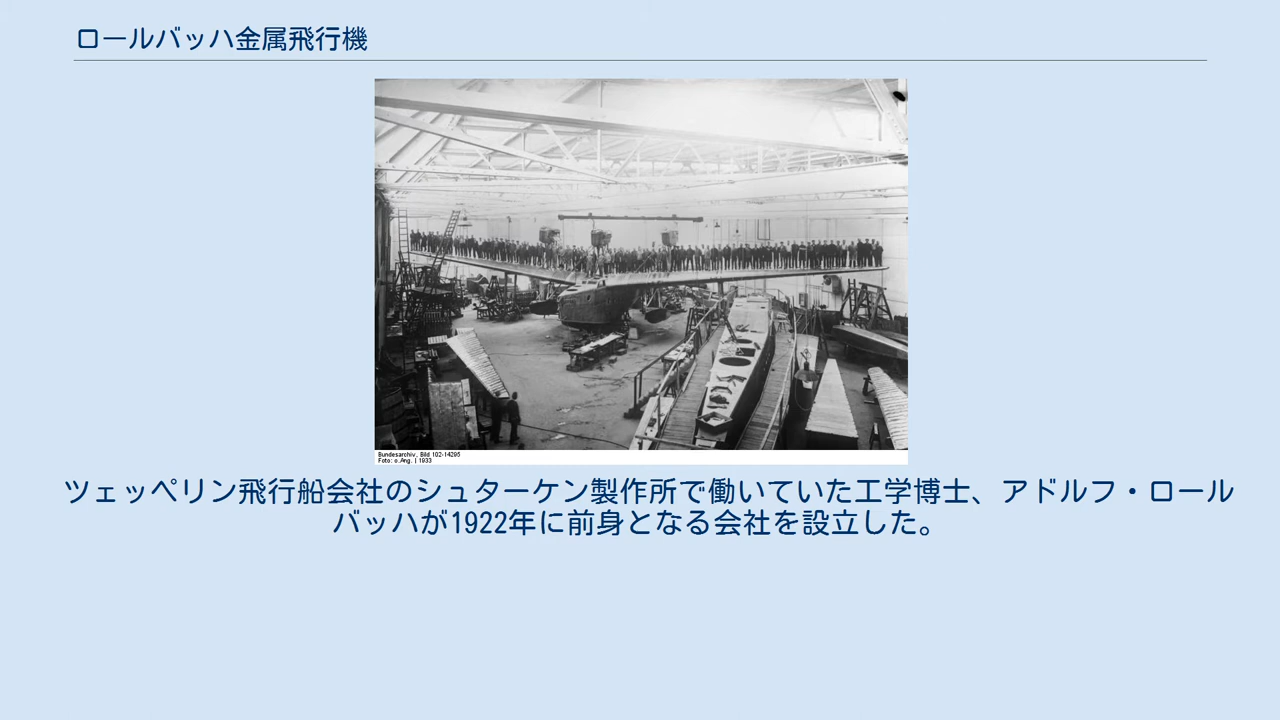 ロールバッハ金属飛行機
Bundesarchiv, Bild 102-14295
Foto: o.Ang. | 1933
ツェッペリン飛行船会社のシュターケン製作所で働いていた工学博士、アドルフ・ロール
バッハが1922年に前身となる会社を設立した。